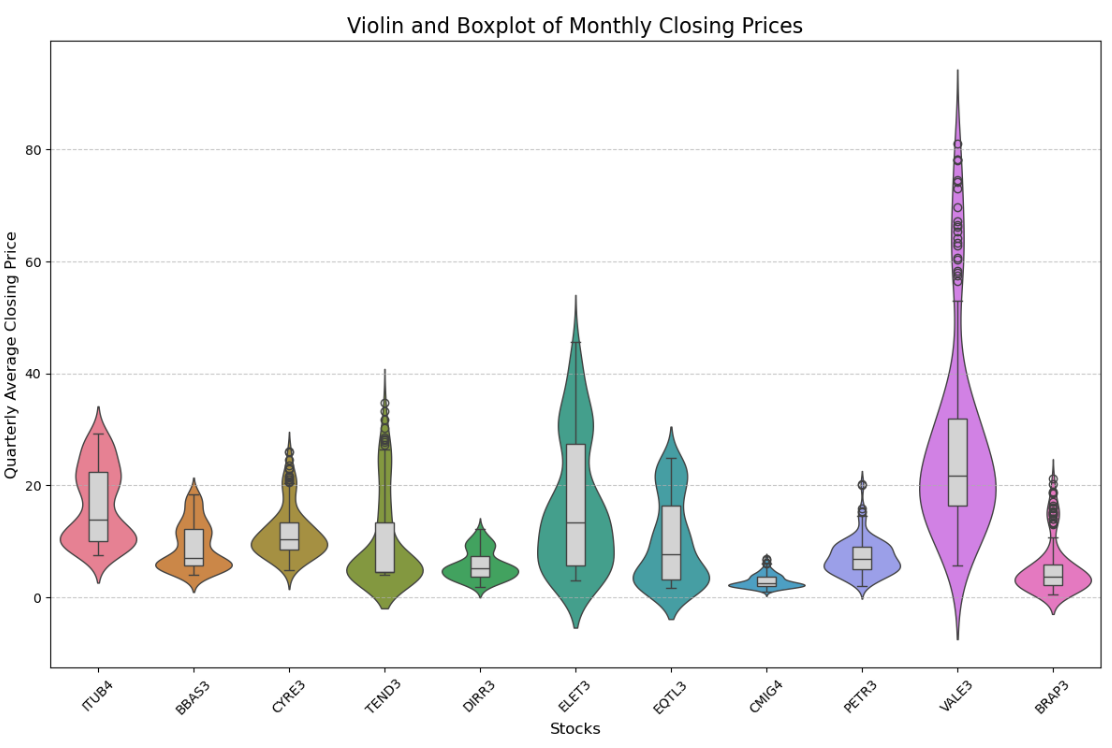 Violin and Boxplot of Monthly Closing Prices
Quarterly Average Closing Price
80
60
40
20
0
ITUB4
BBAS3
CYRE3
TEND3
DIRR3
ELET3
EQTL3
CMIG4
PETR3
VALE3
BRAP3
Stocks